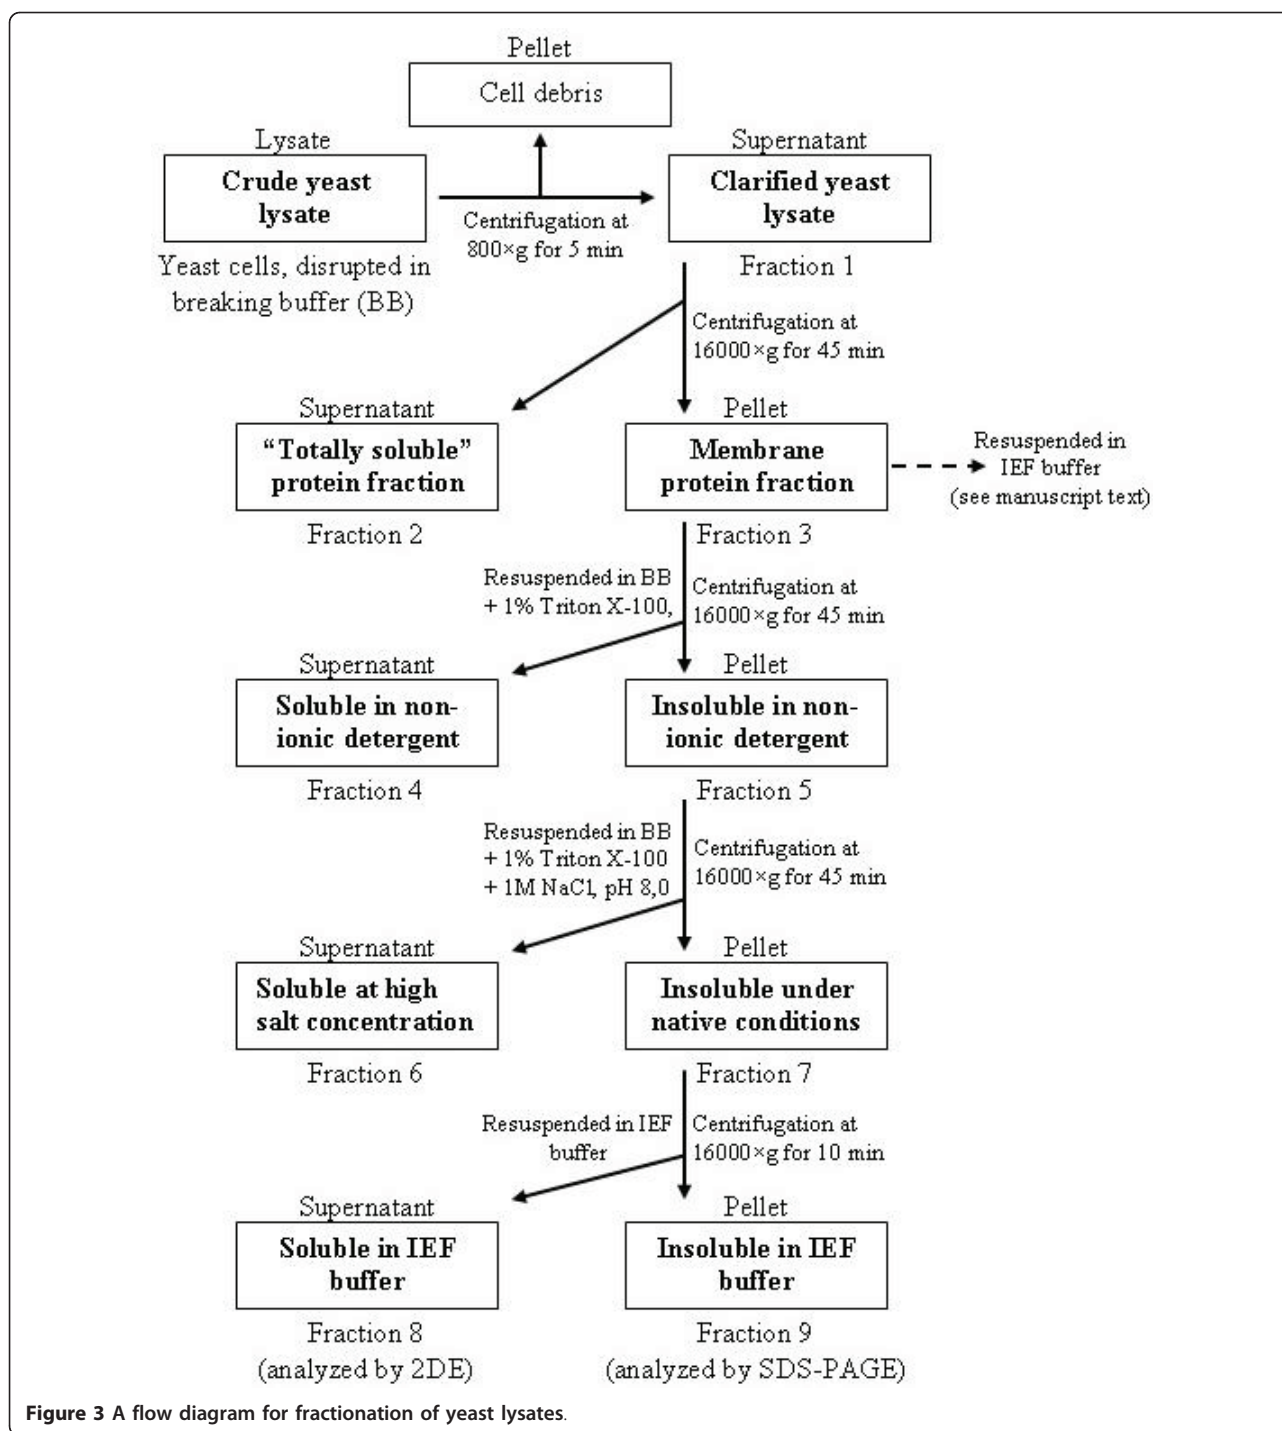 Pellet
Cell debris
Lysate
Crude yeast
lysate
Yeast cells, disrupted in
breaking buffer (BB)
Centrifugation at
800×g for 5 min
Supernatant
Clarified yeast
lysate
Fraction 1
Centrifugation at
16000×g for 45 min
Supernatant
“Totally soluble”
protein fraction
Fraction 2
Pellet
Membrane
protein fraction
Fraction 3
Resuspended in
IEF buffer
(see manuscript text)
Resuspended in BB
+ 1% Triton X-100,
Centrifugation at
16000×g for 45 min
Supernatant
Soluble in non-
ionic detergent
Fraction 4
Pellet
Insoluble in non-
ionic detergent
Fraction 5
Resuspended in BB
+ 1% Triton X-100
+ 1M NaCl, pH 8,0
Centrifugation at
16000×g for 45 min
Supernatant
Soluble at high
salt concentration
Fraction 6
Pellet
Insoluble under
native conditions
Fraction 7
Resuspended in IEF
buffer
Centrifugation at
16000×g for 10 min
Supernatant
Soluble in IEF
buffer
Fraction 8
(analyzed by 2DE)
Pellet
Insoluble in IEF
buffer
Fraction 9
(analyzed by SDS-PAGE)
Figure 3 A flow diagram for fractionation of yeast lysates.